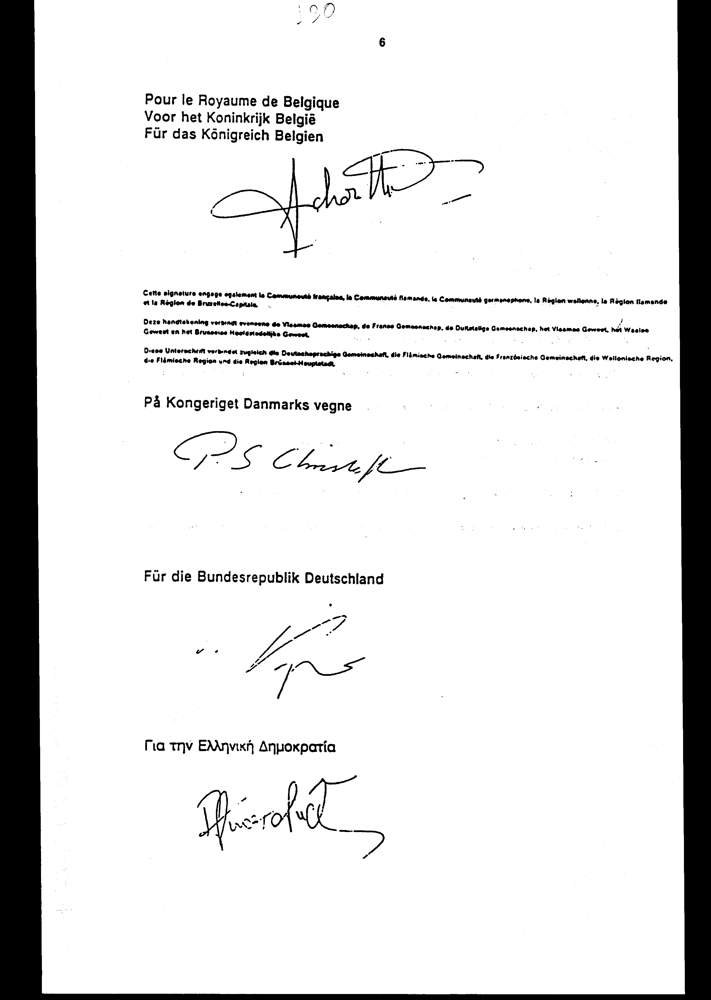 190
6
Pour le Royaume de Belgique
Voor het Koninkrijk België
Für das Königreich Belgien
Cette signature engage également la Communauté française, la Communauté flamande, la Communauté germanophone, la Région wallonne, la Région flamande
et la Région de Bruxelles-Capitale.
Deze handtekening verbindt eveneens de Vlaamse Gemeenschap, de Franse Gemeenschap, de Duitstalige Gemeenschap, het Vlaamse Gewest, het Waalse
Gewest en het Brusselse Hoofdstedelijke Gewest.
Diese Unterschrift verbindet zugleich die Deutschsprachige Gemeinschaft, die Flämische Gemeinschaft, die Französische Gemeinschaft, die Wallonische Region,
die Flämische Region und die Region Brüssel-Hauptstadt.
På Kongeriget Danmarks vegne
P. S
Für die Bundesrepublik Deutschland
Για την Ελληνική Δημοκρατία